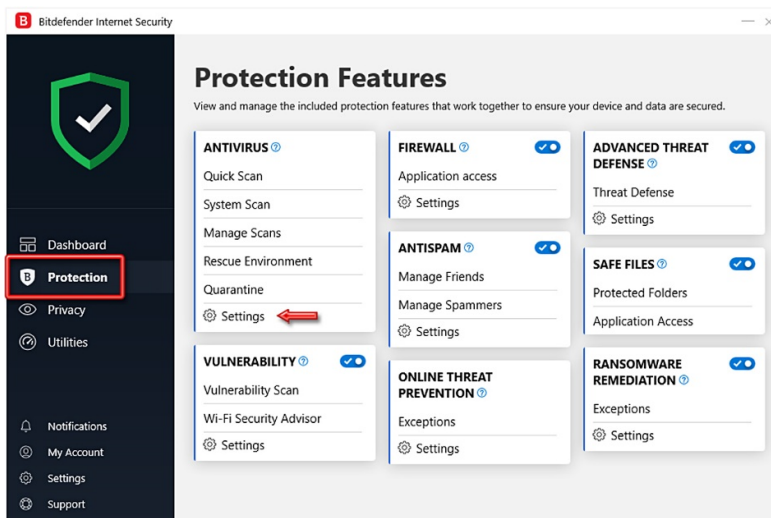 B Bitdefender Internet Security
Dashboard
B Protection
Privacy
Utilities
Notifications
My Account
Settings
Support
Protection Features
View and manage the included protection features that work together to ensure your device and data are secured.
ANTIVIRUS ?
Quick Scan
System Scan
Manage Scans
Rescue Environment
Quarantine
Settings
VULNERABILITY ?
Vulnerability Scan
Wi-Fi Security Advisor
Settings
FIREWALL ?
Application access
Settings
ANTISPAM ?
Manage Friends
Manage Spammers
Settings
ONLINE THREAT
PREVENTION ?
Exceptions
Settings
ADVANCED THREAT
DEFENSE ?
Threat Defense
Settings
SAFE FILES ?
Protected Folders
Application Access
RANSOMWARE
REMEDIATION ?
Exceptions
Settings